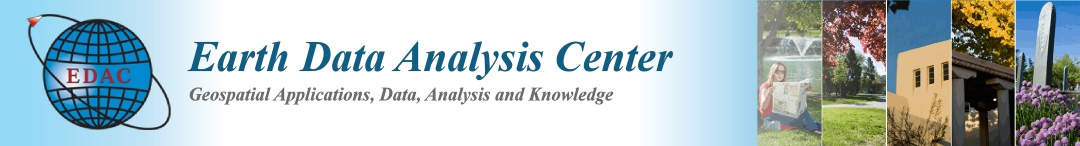 EDAC
Earth Data Analysis Center
Geospatial Applications, Data, Analysis and Knowledge